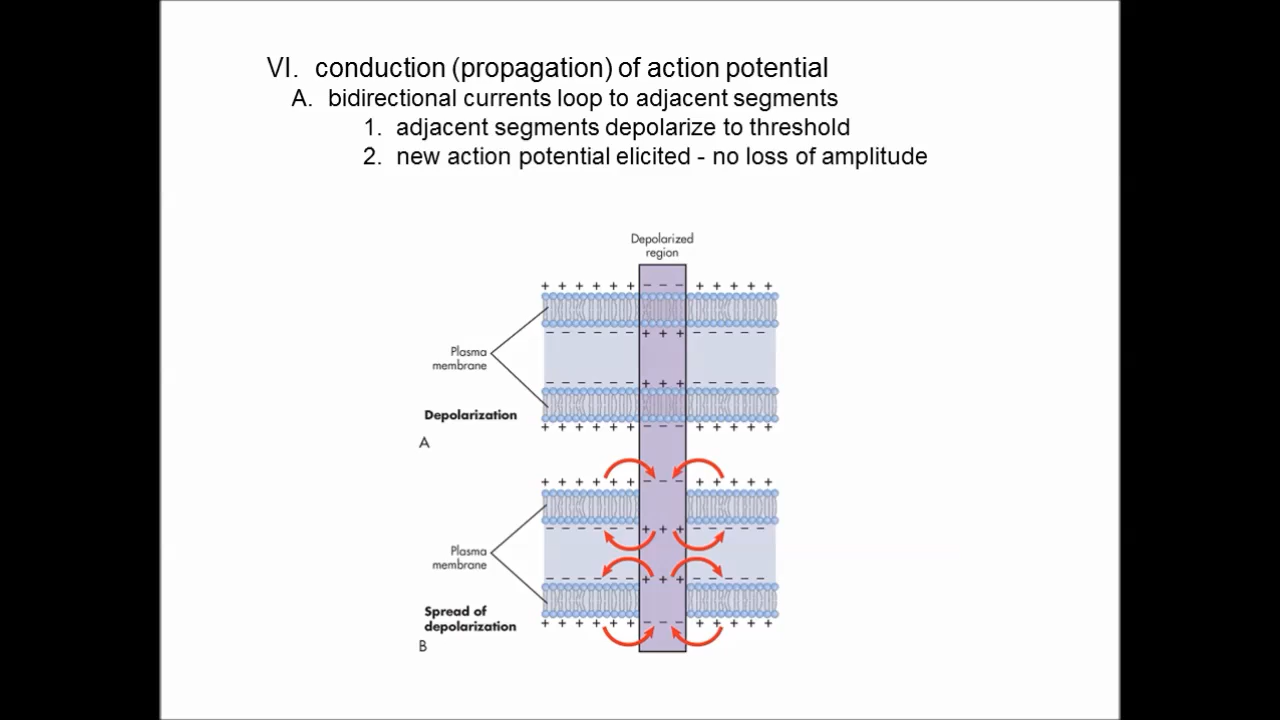 VI. conduction (propagation) of action potential
A. bidirectional currents loop to adjacent segments
1. adjacent segments depolarize to threshold
2. new action potential elicited - no loss of amplitude
Depolarized
region
+ + + + + + − − − + + + + +
− − − − − − + + + − − − − −
Plasma
membrane
− − − − − − + + + − − − − −
Depolarization
+ + + + + + − − − + + + + +
A
+ + + + + + − − − + + + + +
− − − − − − + + + − − − − −
Plasma
membrane
− − − − − − + + + − − − − −
Spread of
depolarization
+ + + + + + − − − + + + + +
B